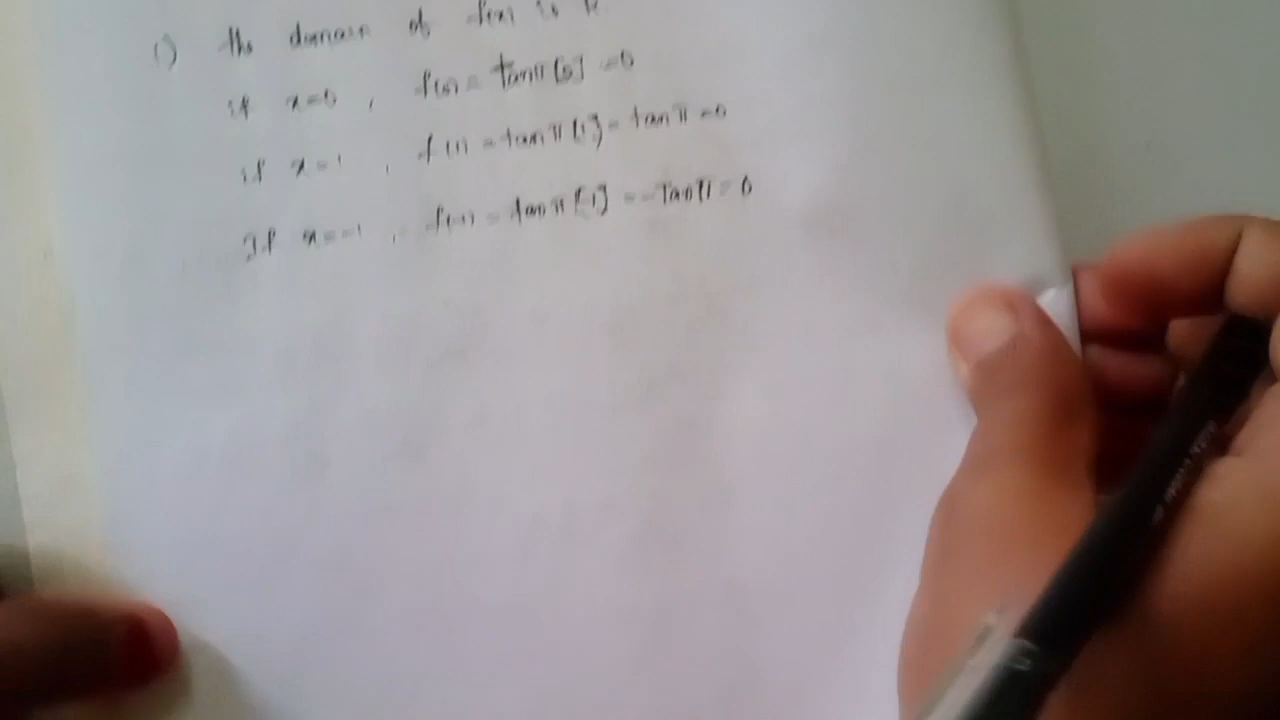 1) the domain of f(x) is R
if x=0 , f(0) = tanπ[0] =0
if x=1 , f(1) = tanπ[1] = tanπ =0
If x=-1 , f(-1) = tanπ[-1] = -tanπ = 0